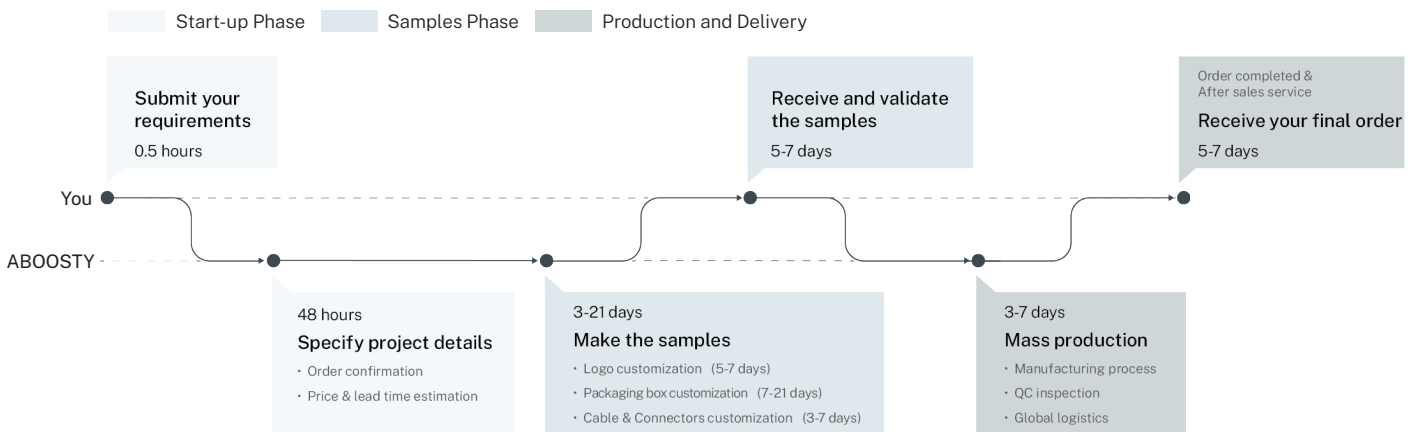 Start-up Phase
Samples Phase
Production and Delivery
Submit your
requirements
0.5 hours
Receive and validate
the samples
5-7 days
Order completed &
After sales service
Receive your final order
5-7 days
You
ABOOSTY
48 hours
Specify project details
• Order confirmation
• Price & lead time estimation
3-21 days
Make the samples
• Logo customization (5-7 days)
• Packaging box customization (7-21 days)
• Cable & Connectors customization (3-7 days)
3-7 days
Mass production
• Manufacturing process
• QC inspection
• Global logistics